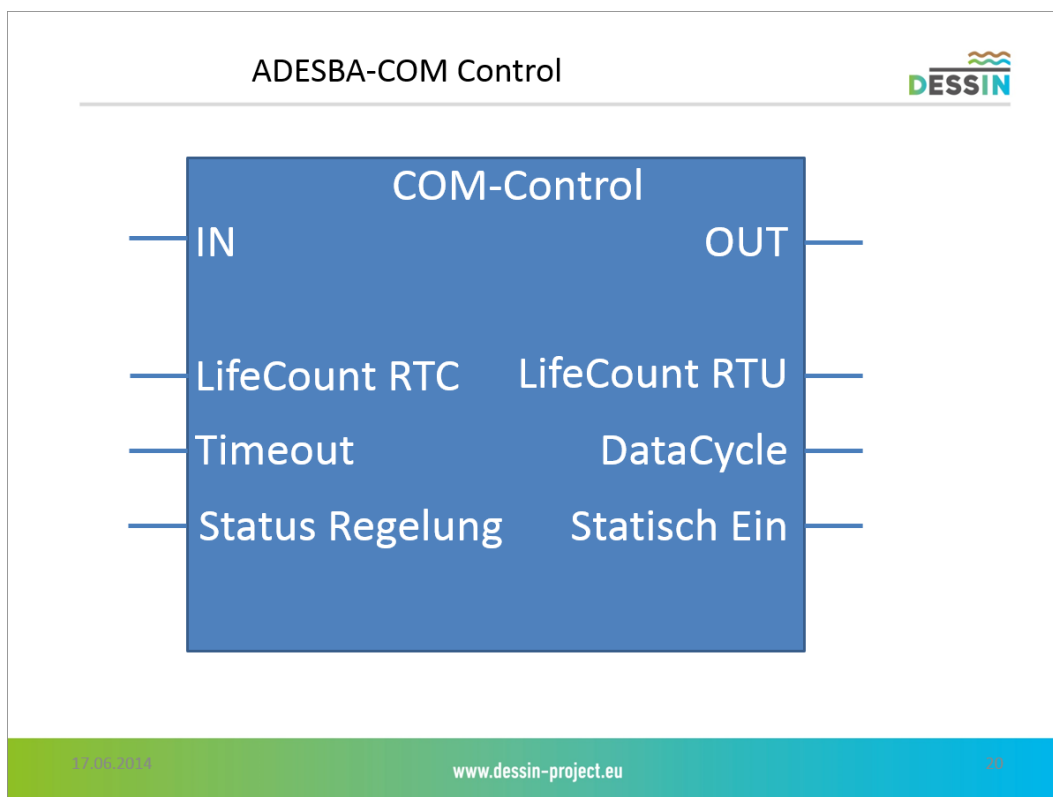 ADESBA-COM Control
DESSIN
COM-Control
IN
OUT
LifeCount RTC
LifeCount RTU
Timeout
DataCycle
Status Regelung
Statisch Ein
17.06.2014
www.dessin-project.eu
20